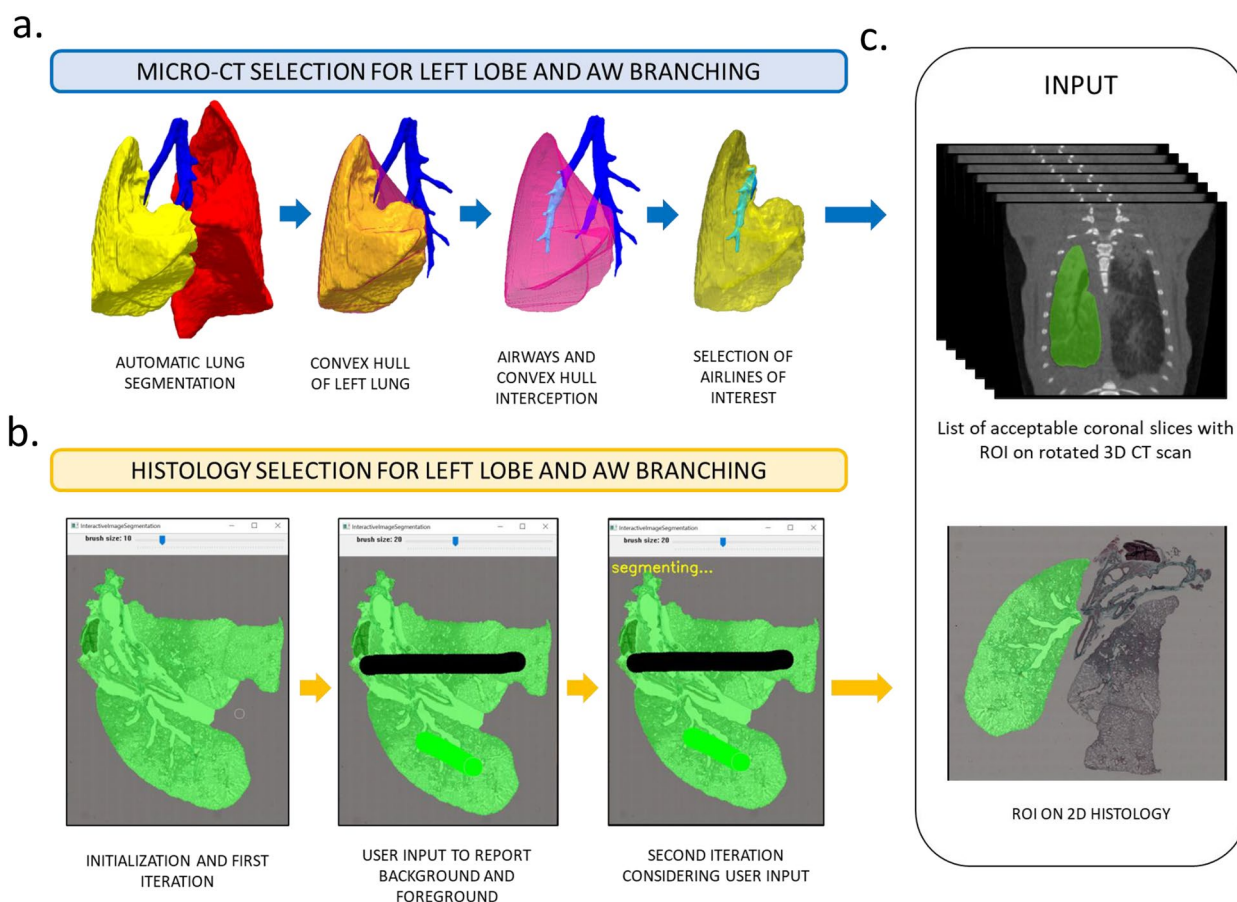 a.
MICRO-CT SELECTION FOR LEFT LOBE AND AW BRANCHING
AUTOMATIC LUNG
SEGMENTATION
CONVEX HULL
OF LEFT LUNG
AIRWAYS AND
CONVEX HULL
INTERCEPTION
SELECTION OF
AIRLINES OF
INTEREST
b.
HISTOLOGY SELECTION FOR LEFT LOBE AND AW BRANCHING
InteractiveImageSegmentation
brush size: 10
InteractiveImageSegmentation
brush size: 20
InteractiveImageSegmentation
brush size: 20
segmenting...
INITIALIZATION AND FIRST
ITERATION
USER INPUT TO REPORT
BACKGROUND AND
FOREGROUND
SECOND ITERATION
CONSIDERING USER INPUT
c.
INPUT
List of acceptable coronal slices with
ROI on rotated 3D CT scan
ROI ON 2D HISTOLOGY